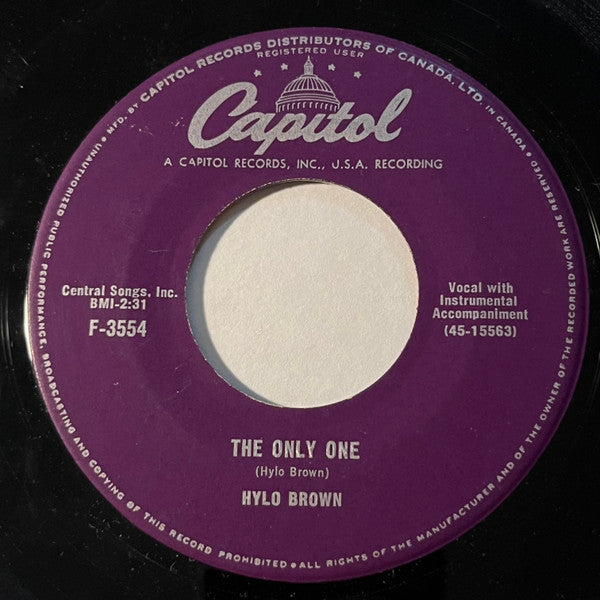 MFD. BY CAPITOL RECORDS DISTRIBUTORS OF CANADA, LTD. IN CANADA. •
REGISTERED USER
Capitol
A CAPITOL RECORDS, INC., U.S.A. RECORDING
Central Songs, Inc.
BMI-2:31
F-3554
Vocal with
Instrumental
Accompaniment
(45-15563)
THE ONLY ONE
(Hylo Brown)
HYLO BROWN
• UNAUTHORIZED PUBLIC PERFORMANCE, BROADCASTING AND COPYING OF THIS RECORD PROHIBITED • ALL RIGHTS OF THE MANUFACTURER AND OF THE OWNER OF THE RECORDED WORK ARE RESERVED